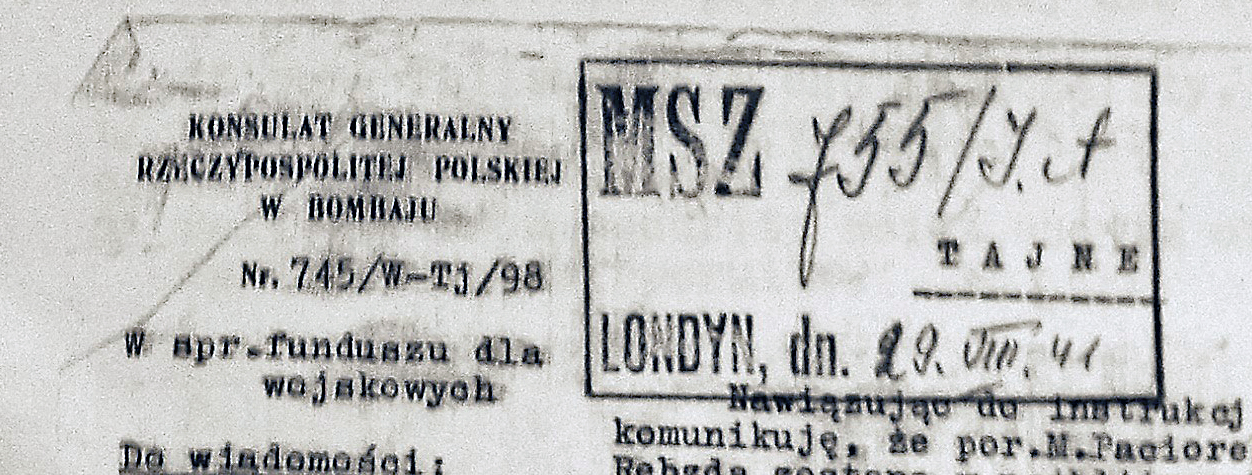 KONSULAT GENERALNY
RZECZYPOSPOLITEJ POLSKIEJ
W BOMBAJU
Nr. 745/W-Tj/98
W spr.funduszu dla
wojskowych
Do wiadomości:
MSZ 755/J.t
TAJNE
LONDYN, dn. 29. VIII. 41
Nawiązując do instrukcj
komunikuję, że por.M.Paciore